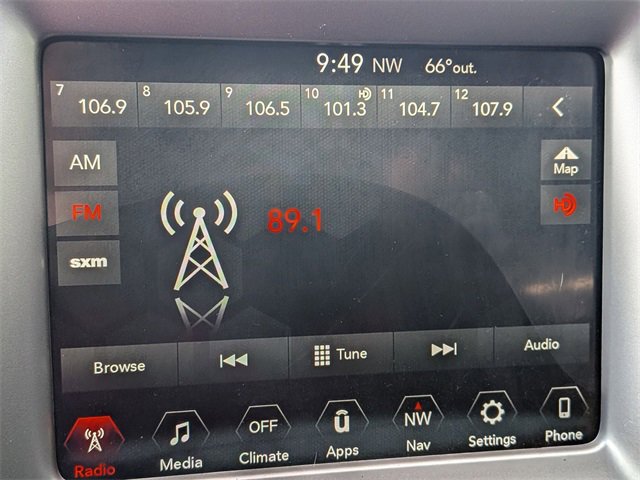 9:49 NW 66°out.
7 106.9 8 105.9 9 106.5 10 101.3 HD 11 104.7 12 107.9
AM
Map
FM
89.1
HD
sxm
Browse Tune Audio
OFF NW
Radio Media Climate Apps Nav Settings Phone